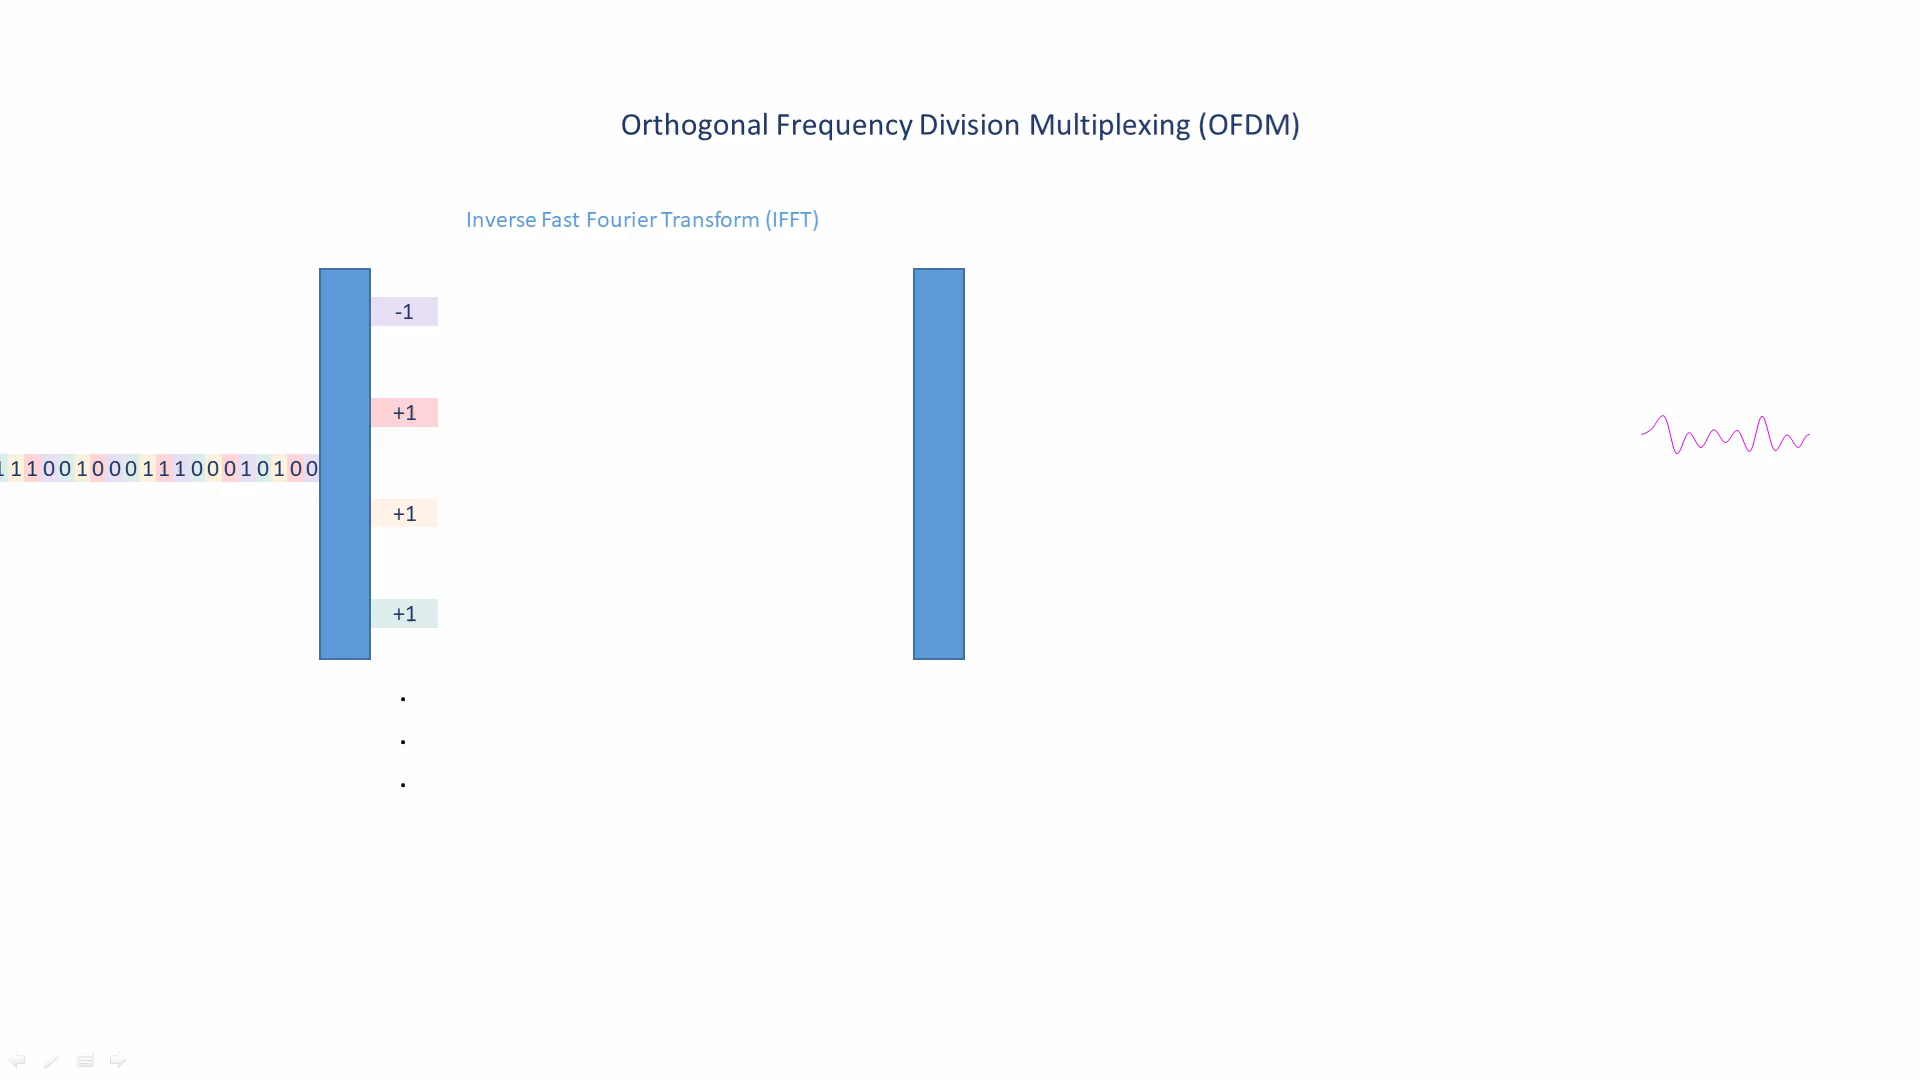 Orthogonal Frequency Division Multiplexing (OFDM)
Inverse Fast Fourier Transform (IFFT)
-1
+1
1 1 1 0 0 1 0 0 0 1 1 1 0 0 0 1 0 1 0 0
+1
+1